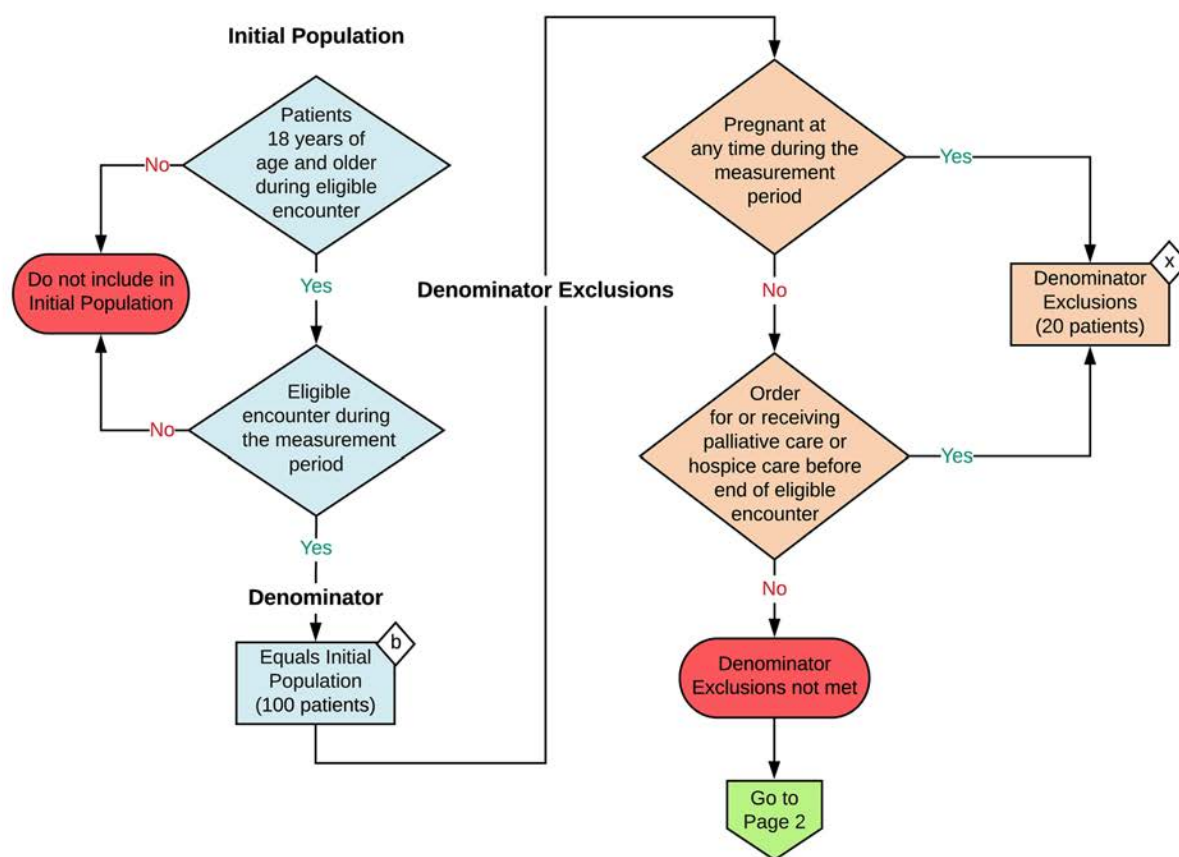 Initial Population
Patients
18 years of
age and older
during eligible
encounter
No
Yes
Do not include in
Initial Population
Eligible
encounter during
the measurement
period
No
Yes
Denominator
b
Equals Initial
Population
(100 patients)
Denominator Exclusions
Pregnant at
any time during the
measurement
period
Yes
No
x
Denominator
Exclusions
(20 patients)
Order
for or receiving
palliative care or
hospice care before
end of eligible
encounter
Yes
No
Denominator
Exclusions not met
Go to
Page 2